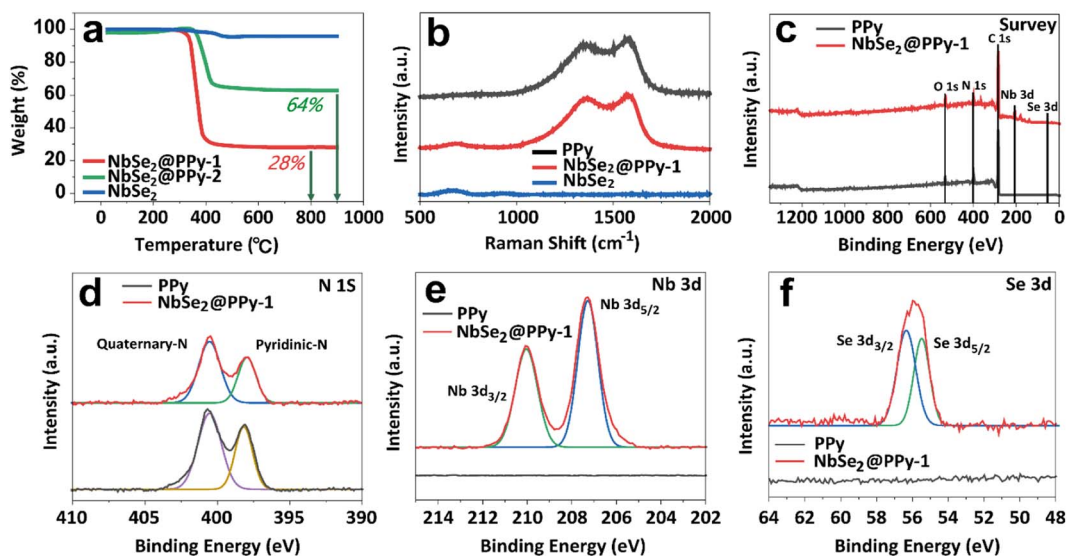 a
100
80
60
40
20
0
Weight (%)
64%
28%
NbSe₂@PPy-1
NbSe₂@PPy-2
NbSe₂
0 200 400 600 800 1000
Temperature (℃)
b
Intensity (a.u.)
PPy
NbSe₂@PPy-1
NbSe₂
500 1000 1500 2000
Raman Shift (cm⁻¹)
c
Survey
PPy
NbSe₂@PPy-1
C 1s
O 1s N 1s
Nb 3d
Se 3d
Intensity (a.u.)
1200 1000 800 600 400 200 0
Binding Energy (eV)
d
N 1S
PPy
NbSe₂@PPy-1
Quaternary-N
Pyridinic-N
Intensity (a.u.)
410 405 400 395 390
Binding Energy (eV)
e
Nb 3d
PPy
NbSe₂@PPy-1
Nb 3d₅/₂
Nb 3d₃/₂
Intensity (a.u.)
214 212 210 208 206 204 202
Binding Energy (eV)
f
Se 3d
Se 3d₃/₂
Se 3d₅/₂
PPy
NbSe₂@PPy-1
Intensity (a.u.)
64 62 60 58 56 54 52 50 48
Binding Energy (eV)